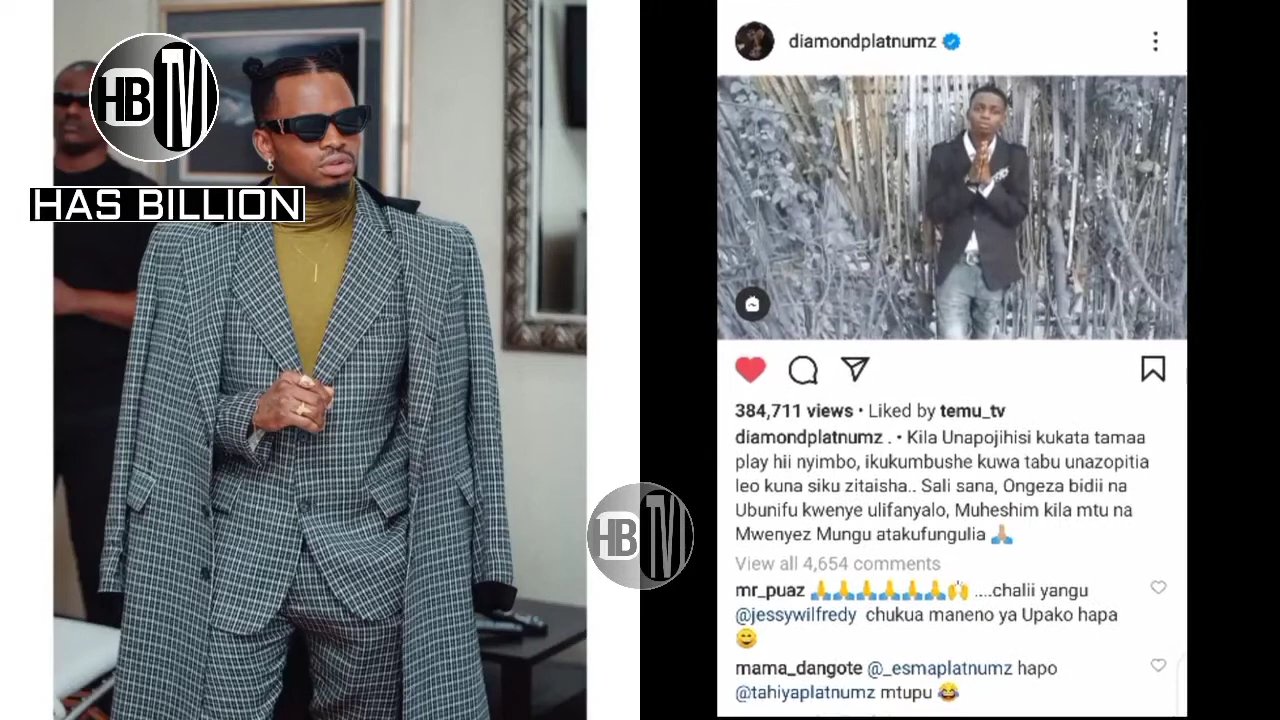 HB TV
HAS BILLION
diamondplatnumz
384,711 views • Liked by temu_tv
diamondplatnumz . • Kila Unapojihisi kukata tamaa
play hii nyimbo, ikukumbushe kuwa tabu unazopitia
leo kuna siku zitaisha.. Sali sana, Ongeza bidii na
Ubunifu kwenye ulifanyalo, Muheshim kila mtu na
Mwenyez Mungu atakufungulia 🙏🏼
View all 4,654 comments
mr_puaz 🙏🙏🙏🙏🙏🙏🙌 ....chalii yangu
@jessywilfredy chukua maneno ya Upako hapa
😄
mama_dangote @_esmaplatnumz hapo
@tahiyaplatnumz mtupu 😂
HB TV